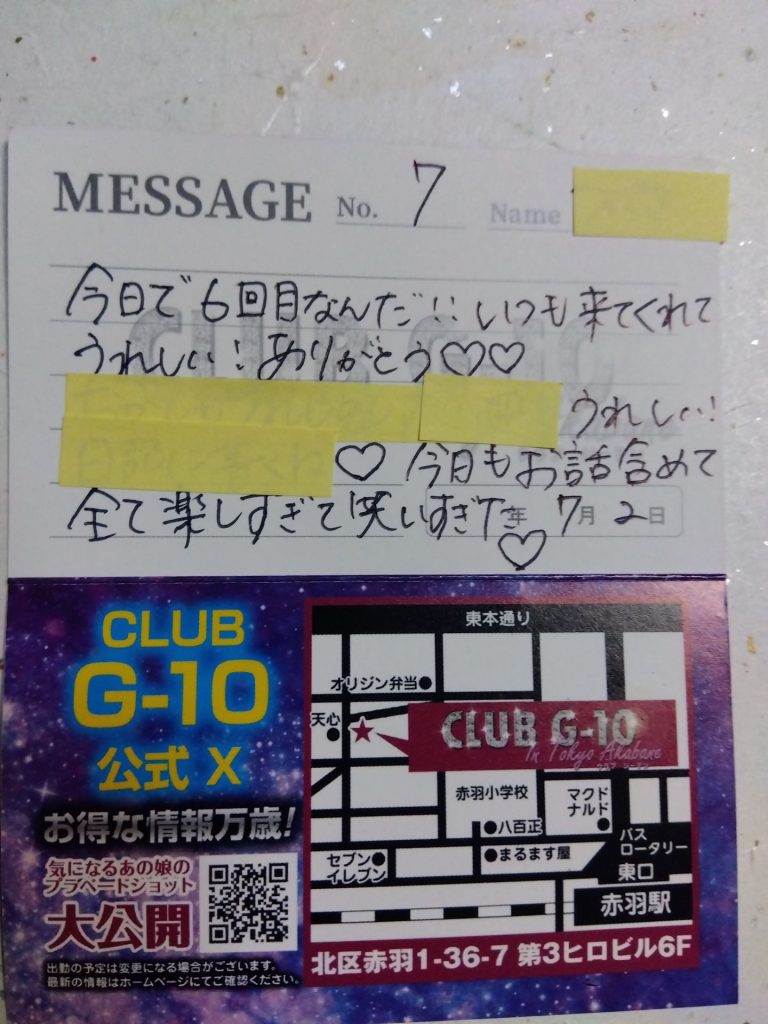 MESSAGE No. 7 Name
今日で6回目なんだ!! いつも来てくれて
うれしい!ありがとう♡♡
うれしい!
♡ 今日もお話含めて
全て楽しすぎて笑いすぎた♡
年 7月 2日
CLUB
G-10
公式 X
お得な情報万歳!
気になるあの娘の
プラベートショット
大公開
出勤の予定は変更になる場合がございます。
最新の情報はホームページにてご確認ください。
東本通り
オリジン弁当
天心
CLUB G-10
In Tokyo Akabane
赤羽小学校
マクド
ナルド
八百正
まるます屋
セブン
イレブン
バス
ロータリー
東口
赤羽駅
北区赤羽1-36-7 第3ヒロビル6F